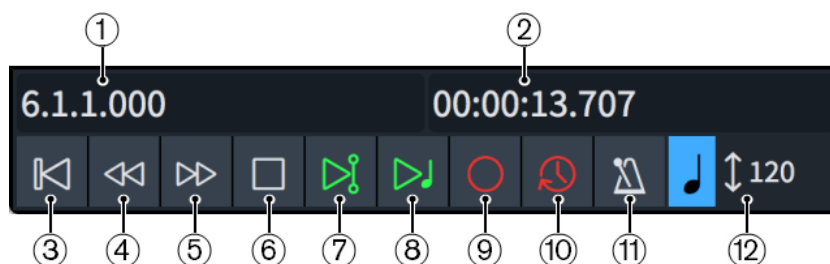 ① ②
6.1.1.000 00:00:13.707
120
③ ④ ⑤ ⑥ ⑦ ⑧ ⑨ ⑩ ⑪ ⑫